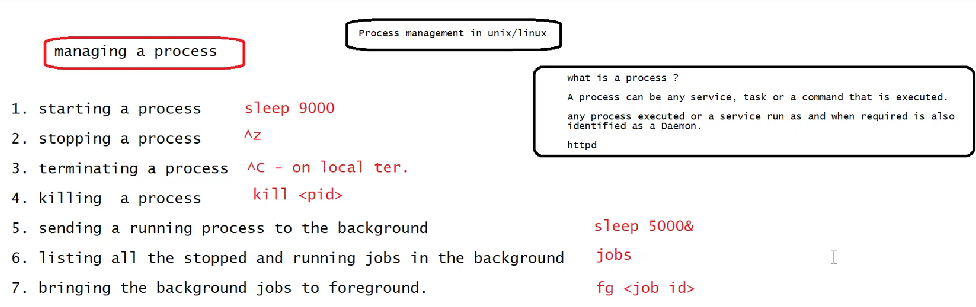 Process management in unix/linux
managing a process
what is a process ?
A process can be any service, task or a command that is executed.
any process executed or a service run as and when required is also
identified as a Daemon.
httpd
1. starting a process sleep 9000
2. stopping a process ^z
3. terminating a process ^C - on local ter.
4. killing a process kill <pid>
5. sending a running process to the background sleep 5000&
6. listing all the stopped and running jobs in the background jobs
7. bringing the background jobs to foreground. fg <job id>